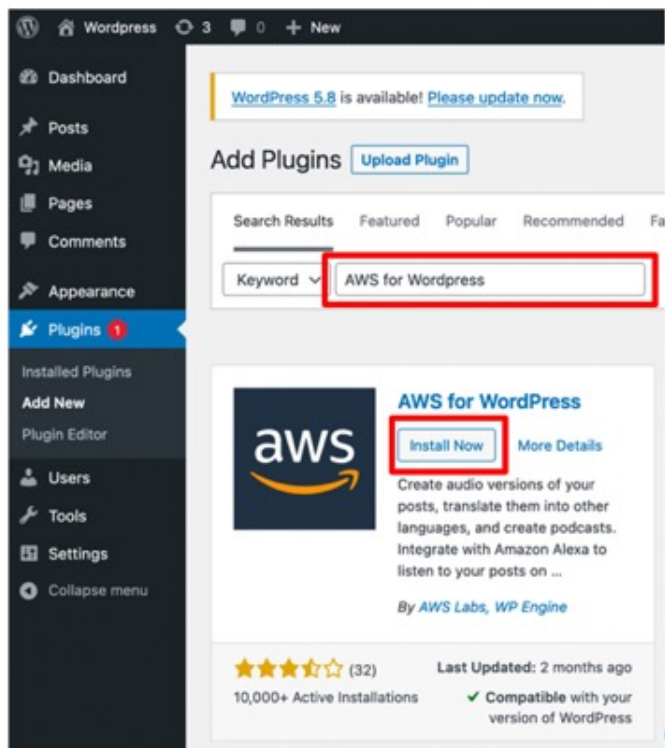 Wordpress 3 0 + New
Dashboard
Posts
Media
Pages
Comments
Appearance
Plugins 1
Installed Plugins
Add New
Plugin Editor
Users
Tools
Settings
Collapse menu
WordPress 5.8 is available! Please update now.
Add Plugins Upload Plugin
Search Results Featured Popular Recommended Fa
Keyword AWS for Wordpress
aws
AWS for WordPress
Install Now More Details
Create audio versions of your
posts, translate them into other
languages, and create podcasts.
Integrate with Amazon Alexa to
listen to your posts on ...
By AWS Labs, WP Engine
(32)
10,000+ Active Installations
Last Updated: 2 months ago
✔ Compatible with your
version of WordPress